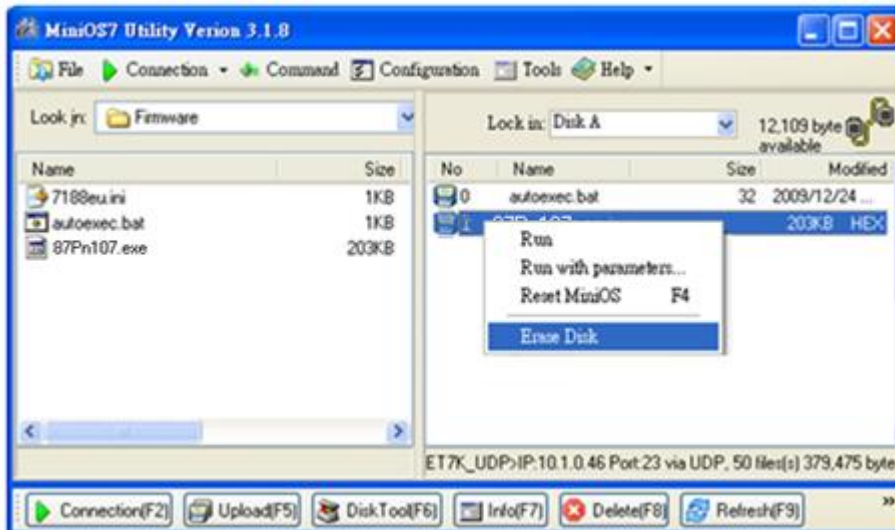 MiniOS7 Utility Verion 3.1.8
File Connection Command Configuration Tools Help
Look in: Firmware
Lock in: Disk A
12,109 byte available
Name Size
7188eu.ini 1KB
autoexec.bat 1KB
87Pn107.exe 203KB
No Name Size Modified
0 autoexec.bat 32 2009/12/24 ...
1 203KB HEX
Run
Run with parameters...
Reset MiniOS F4
Erase Disk
ET7K_UDP>IP:10.1.0.46 Port:23 via UDP, 50 files(s) 379,475 byte
Connection(F2) Upload(F5) DiskTool(F6) Info(F7) Delete(F8) Refresh(F9) »